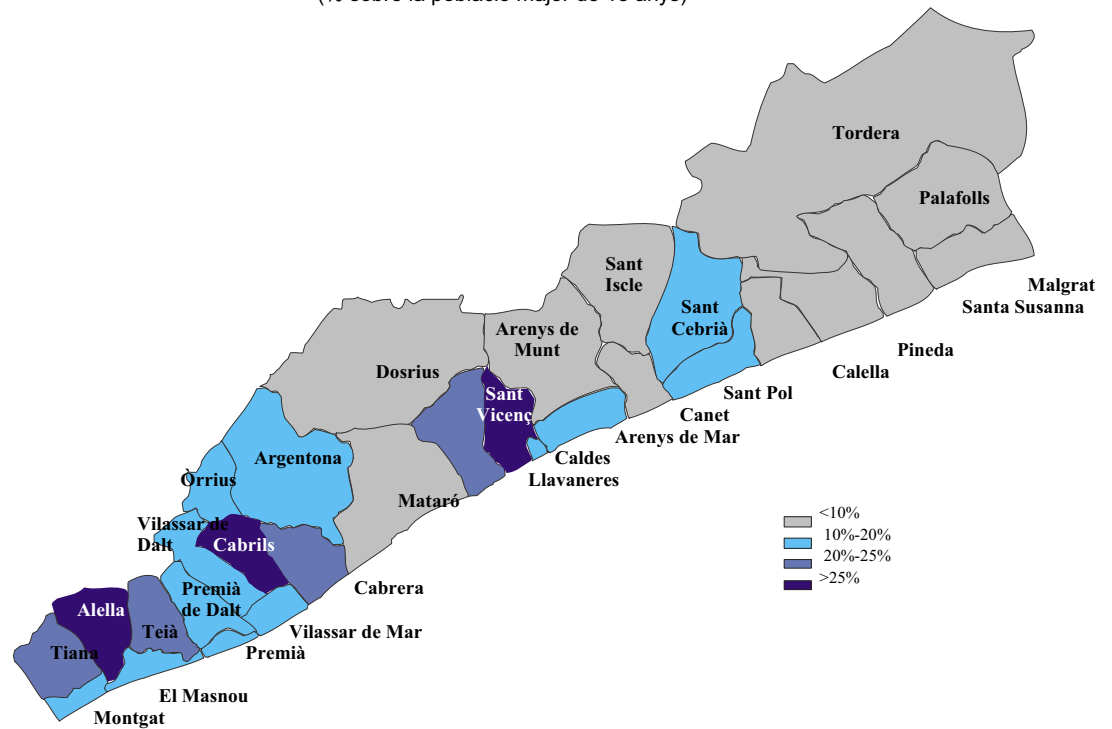 Tordera
Palafolls
Sant
Iscle
Malgrat
Santa Susanna
Sant
Cebrià
Arenys de
Munt
Pineda
Dosrius
Calella
Sant
Vicenç
Sant Pol
Canet
Arenys de Mar
Argentona
Caldes
Llavaneres
Òrrius
Mataró
<10%
10%-20%
20%-25%
>25%
Vilassar de
Dalt
Cabrils
Cabrera
Premià
de Dalt
Alella
Teià
Vilassar de Mar
Tiana
Premià
El Masnou
Montgat